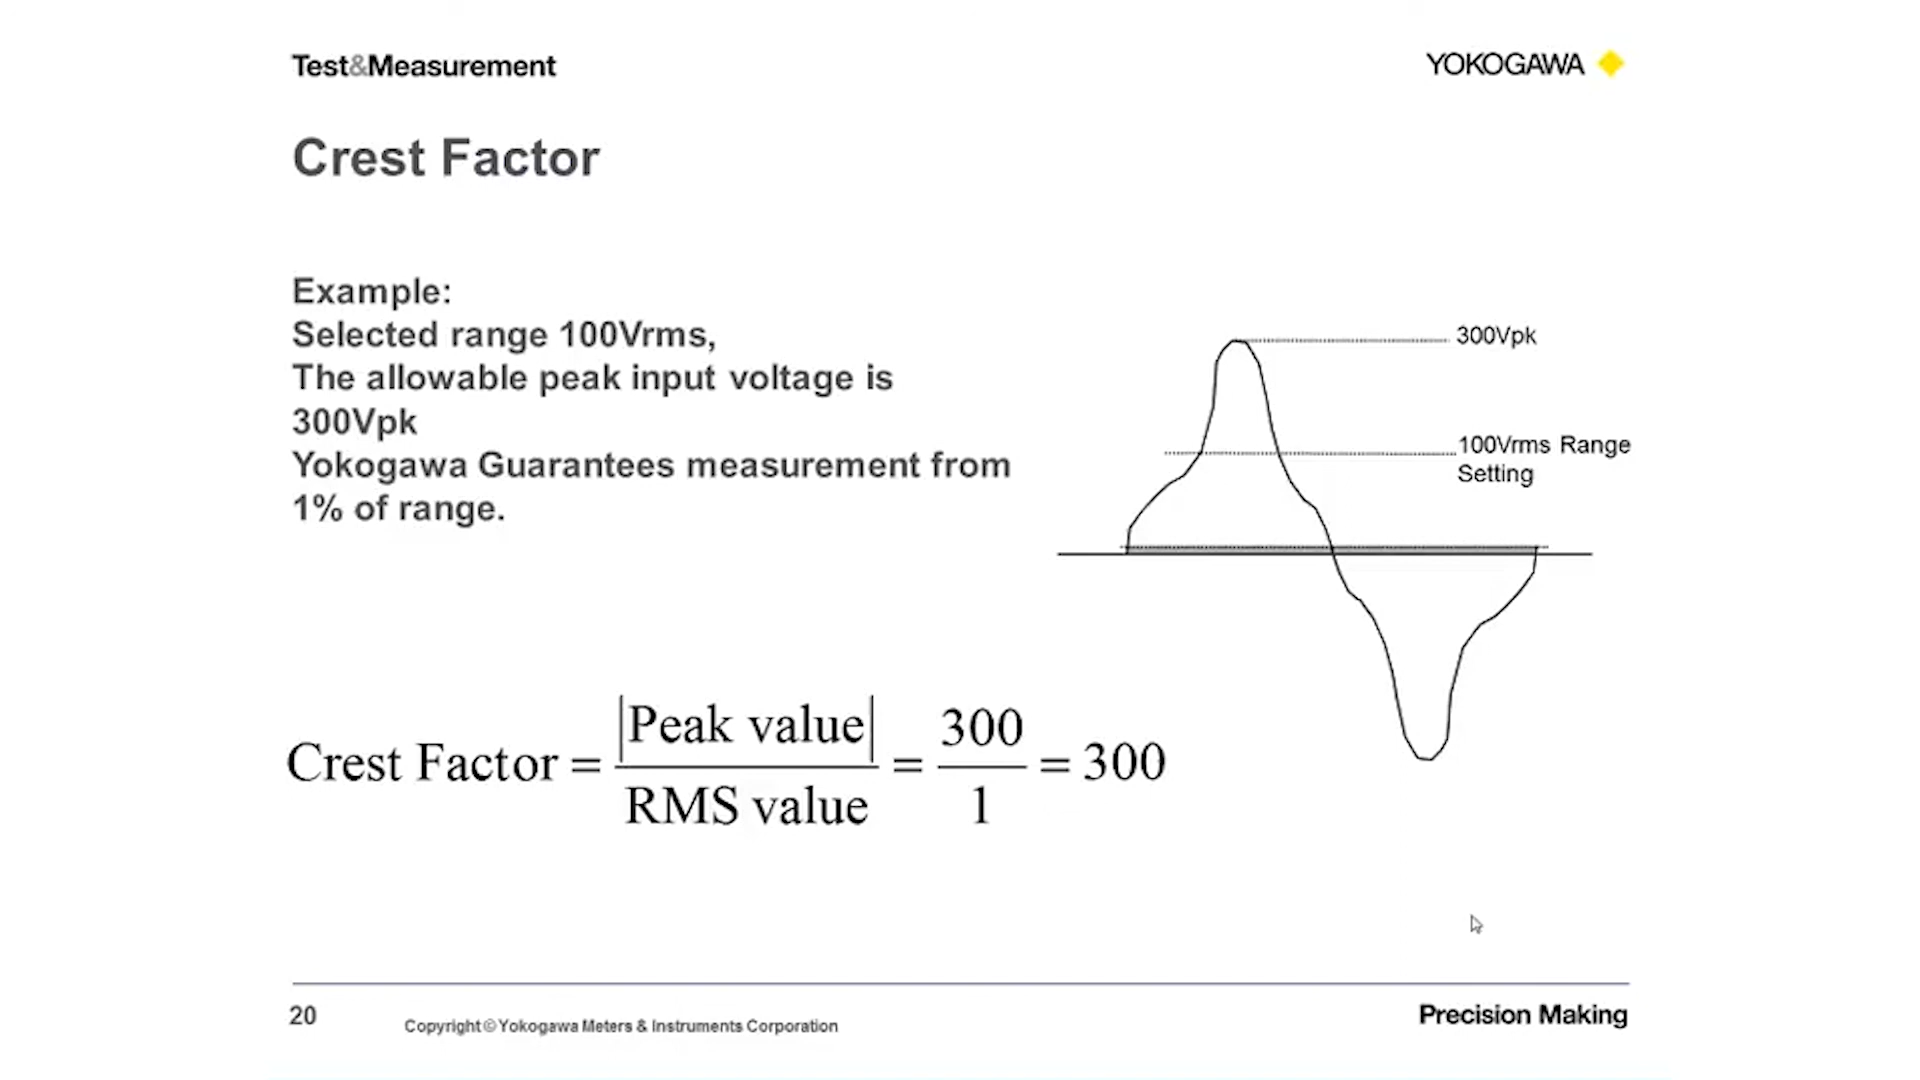 Test&Measurement
YOKOGAWA
Crest Factor
Example:
Selected range 100Vrms,
The allowable peak input voltage is
300Vpk
Yokogawa Guarantees measurement from
1% of range.
300Vpk
100Vrms Range
Setting
Crest Factor = |Peak value| / RMS value = 300 / 1 = 300
20
Copyright © Yokogawa Meters & Instruments Corporation
Precision Making